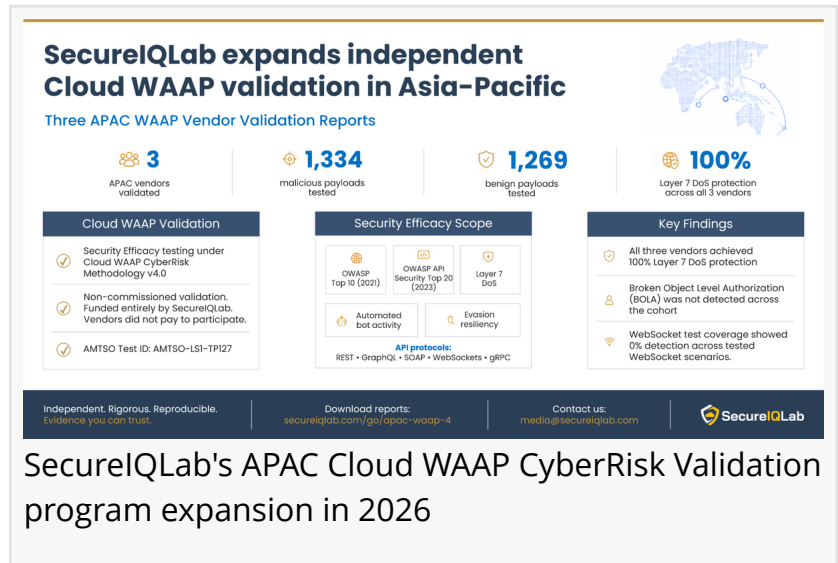 SecureIQLab expands independent
Cloud WAAP validation in Asia-Pacific
Three APAC WAAP Vendor Validation Reports
3
APAC vendors
validated
1,334
malicious payloads
tested
1,269
benign payloads
tested
100%
Layer 7 DoS protection
across all 3 vendors
Cloud WAAP Validation
Security Efficacy testing under
Cloud WAAP CyberRisk
Methodology v4.0
Non-commissioned validation.
Funded entirely by SecureIQLab.
Vendors did not pay to participate.
AMTSO Test ID: AMTSO-LS1-TP127
Security Efficacy Scope
OWASP
Top 10 (2021)
OWASP API
Security Top 20
(2023)
Layer 7
DoS
Automated
bot activity
Evasion
resiliency
API protocols:
REST • GraphQL • SOAP • WebSockets • gRPC
Key Findings
All three vendors achieved
100% Layer 7 DoS protection
Broken Object Level Authorization
(BOLA) was not detected across
the cohort
WebSocket test coverage showed
0% detection across tested
WebSocket scenarios.
Independent. Rigorous. Reproducible.
Evidence you can trust.
Download reports:
secureiqlab.com/go/apac-waap-4
Contact us:
media@secureiqlab.com
SecureIQLab
SecureIQLab's APAC Cloud WAAP CyberRisk Validation
program expansion in 2026